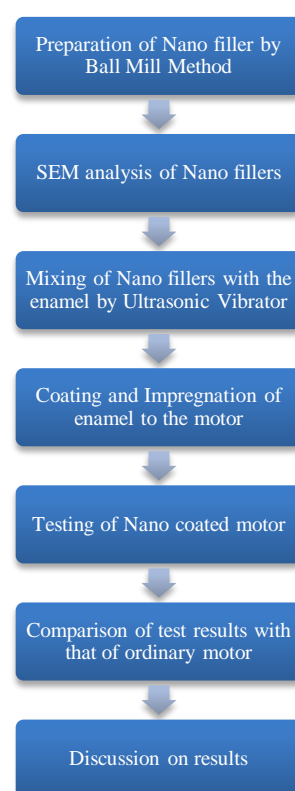 Preparation of Nano filler by
Ball Mill Method
SEM analysis of Nano fillers
Mixing of Nano fillers with the
enamel by Ultrasonic Vibrator
Coating and Impregnation of
enamel to the motor
Testing of Nano coated motor
Comparison of test results with
that of ordinary motor
Discussion on results